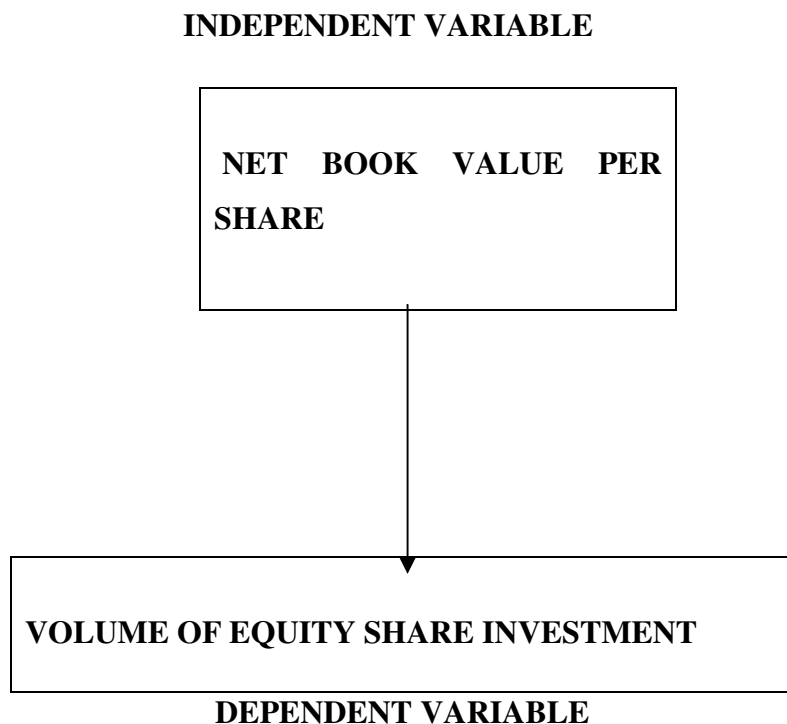 INDEPENDENT VARIABLE
NET BOOK VALUE PER
SHARE
VOLUME OF EQUITY SHARE INVESTMENT
DEPENDENT VARIABLE